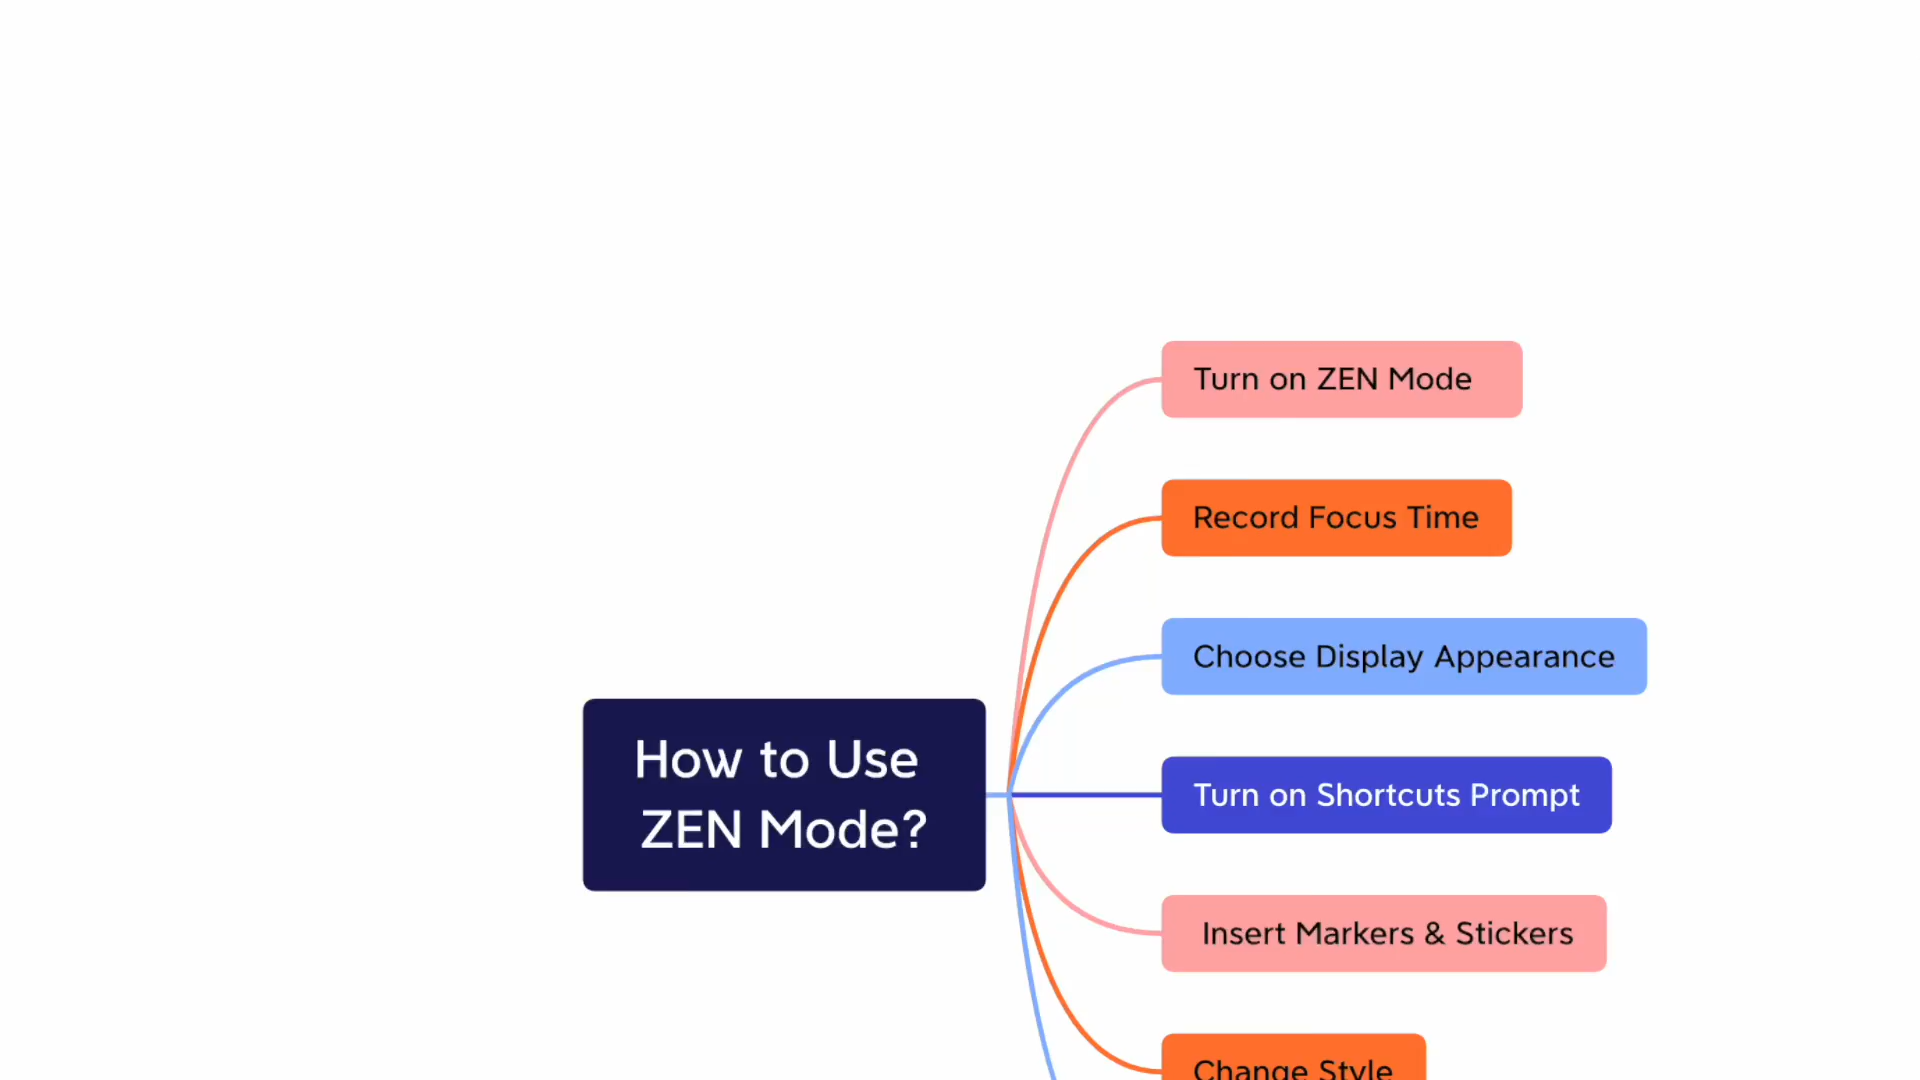 How to Use
ZEN Mode?
Turn on ZEN Mode
Record Focus Time
Choose Display Appearance
Turn on Shortcuts Prompt
Insert Markers & Stickers
Change Style